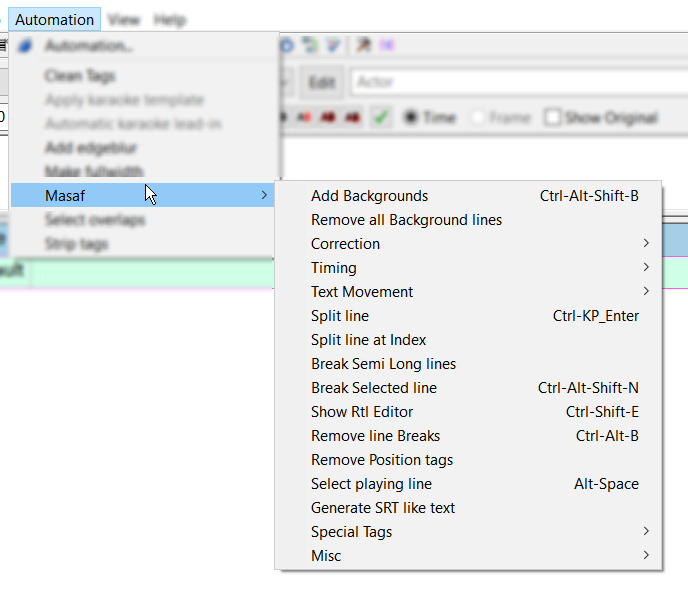 Automation View Help
Automation...
Clean Tags
Edit
Actor
Apply karaoke template
Automatic karaoke lead-in
Time
Frame
Show Original
Add edgeblur
Make fullwidth
Masaf
Select overlaps
Strip tags
Add Backgrounds Ctrl-Alt-Shift-B
Remove all Background lines
Correction
Timing
Text Movement
Split line Ctrl-KP_Enter
Split line at Index
Break Semi Long lines
Break Selected line Ctrl-Alt-Shift-N
Show Rtl Editor Ctrl-Shift-E
Remove line Breaks Ctrl-Alt-B
Remove Position tags
Select playing line Alt-Space
Generate SRT like text
Special Tags
Misc